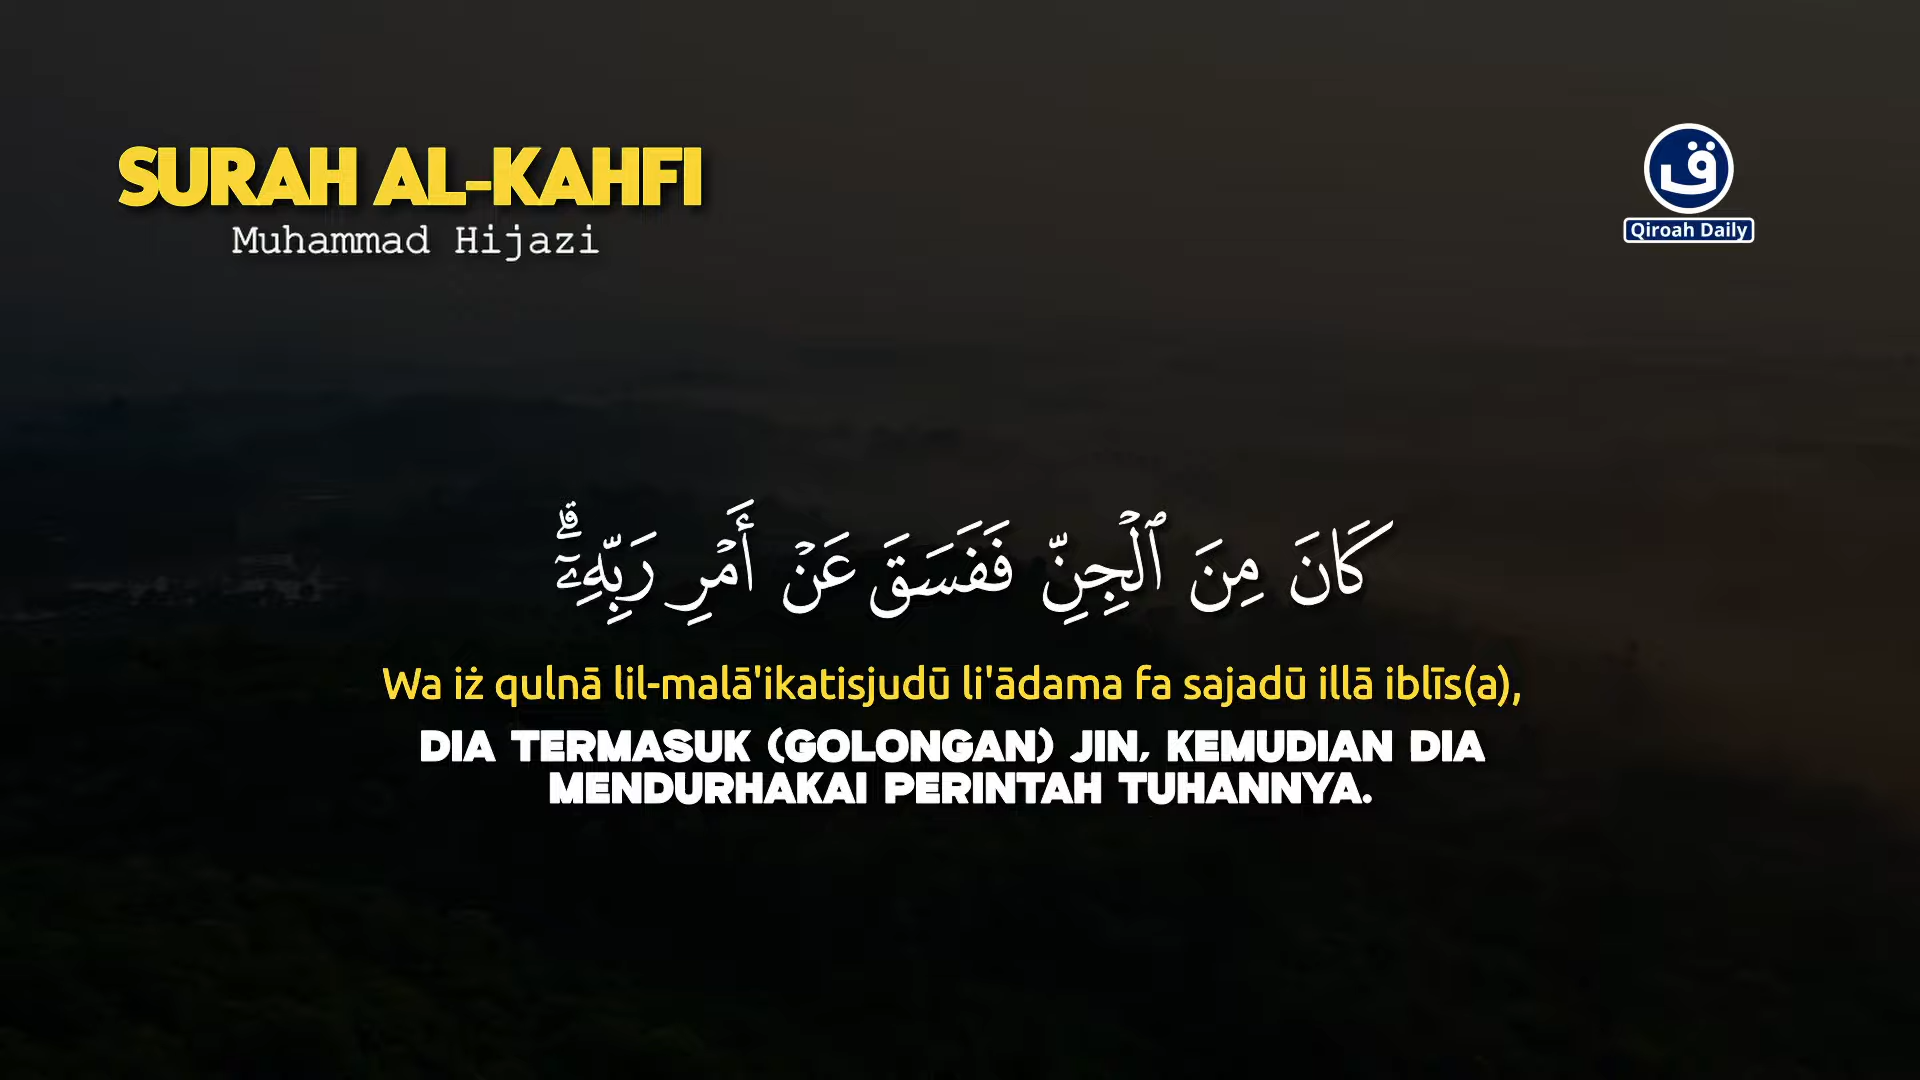 SURAH AL-KAHFI
Muhammad Hijazi
ق
Qiroah Daily
كَانَ مِنَ ٱلْجِنِّ فَفَسَقَ عَنْ أَمْرِ رَبِّهِۦٓ ۗ
Wa iż qulnā lil-malā'ikatisjudū li'ādama fa sajadū illā iblīs(a),
DIA TERMASUK (GOLONGAN) JIN, KEMUDIAN DIA
MENDURHAKAI PERINTAH TUHANNYA.